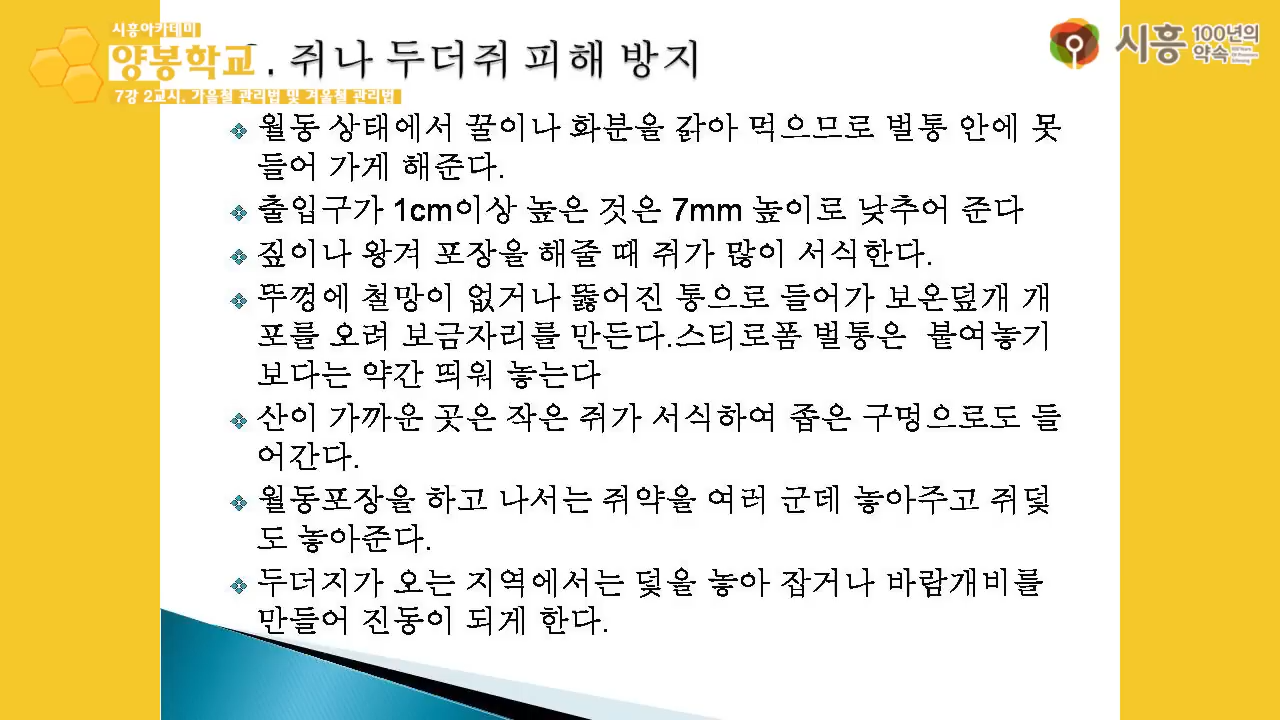 시흥아카데미
양봉학교
. 쥐나 두더쥐 피해 방지
7강 2교시. 가을철 관리법 및 겨울철 관리법
시흥 100년의 약속
월동 상태에서 꿀이나 화분을 갉아 먹으므로 벌통 안에 못
들어 가게 해준다.
출입구가 1cm이상 높은 것은 7mm 높이로 낮추어 준다
짚이나 왕겨 포장을 해줄 때 쥐가 많이 서식한다.
뚜껑에 철망이 없거나 뚫어진 통으로 들어가 보온덮개 개
포를 오려 보금자리를 만든다.스티로폼 벌통은 붙여놓기
보다는 약간 띄워 놓는다
산이 가까운 곳은 작은 쥐가 서식하여 좁은 구멍으로도 들
어간다.
월동포장을 하고 나서는 쥐약을 여러 군데 놓아주고 쥐덫
도 놓아준다.
두더지가 오는 지역에서는 덫을 놓아 잡거나 바람개비를
만들어 진동이 되게 한다.